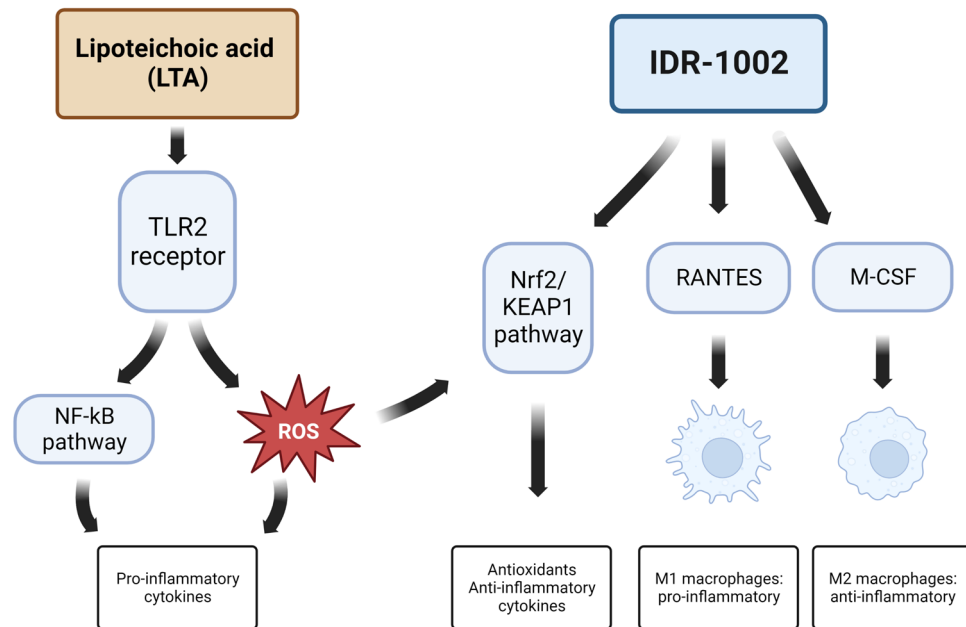 Lipoteichoic acid
(LTA)
IDR-1002
TLR2
receptor
Nrf2/
KEAP1
pathway
RANTES
M-CSF
NF-kB
pathway
ROS
Pro-inflammatory
cytokines
Antioxidants
Anti-inflammatory
cytokines
M1 macrophages:
pro-inflammatory
M2 macrophages:
anti-inflammatory